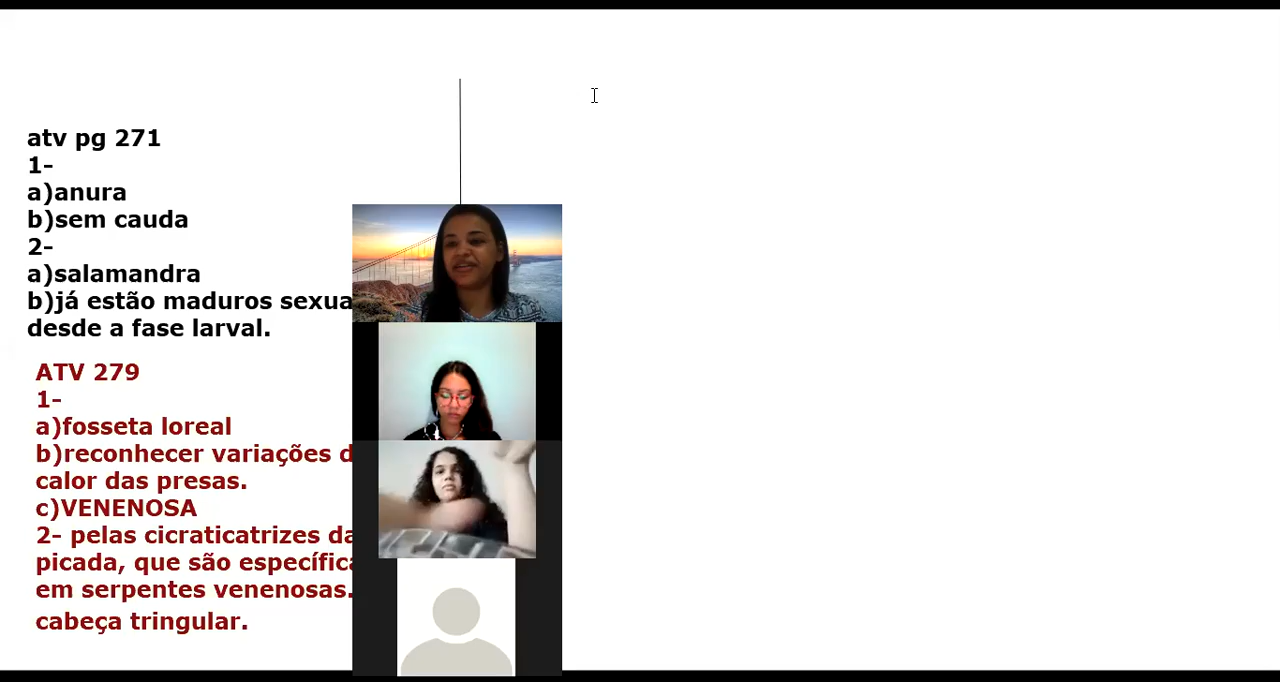 atv pg 271
1-
a)anura
b)sem cauda
2-
a)salamandra
b)já estão maduros sexua
desde a fase larval.
ATV 279
1-
a)fosseta loreal
b)reconhecer variações d
calor das presas.
c)VENENOSA
2- pelas cicraticatrizes da
picada, que são específica
em serpentes venenosas.
cabeça tringular.